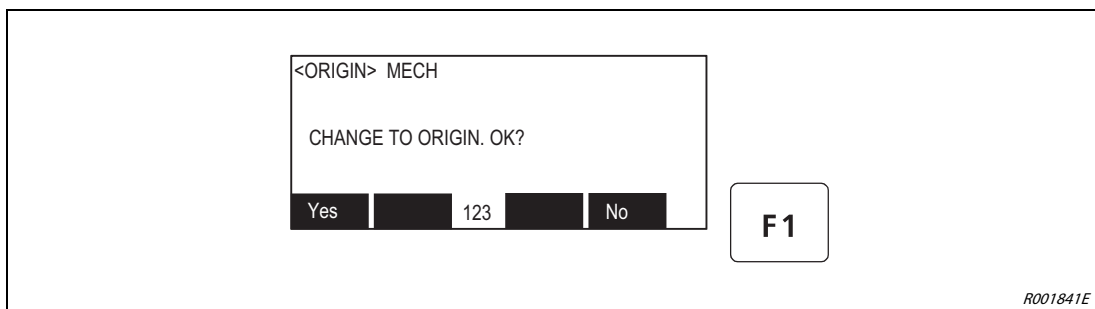 <ORIGIN> MECH
CHANGE TO ORIGIN. OK?
Yes 123 No
F1
R001841E